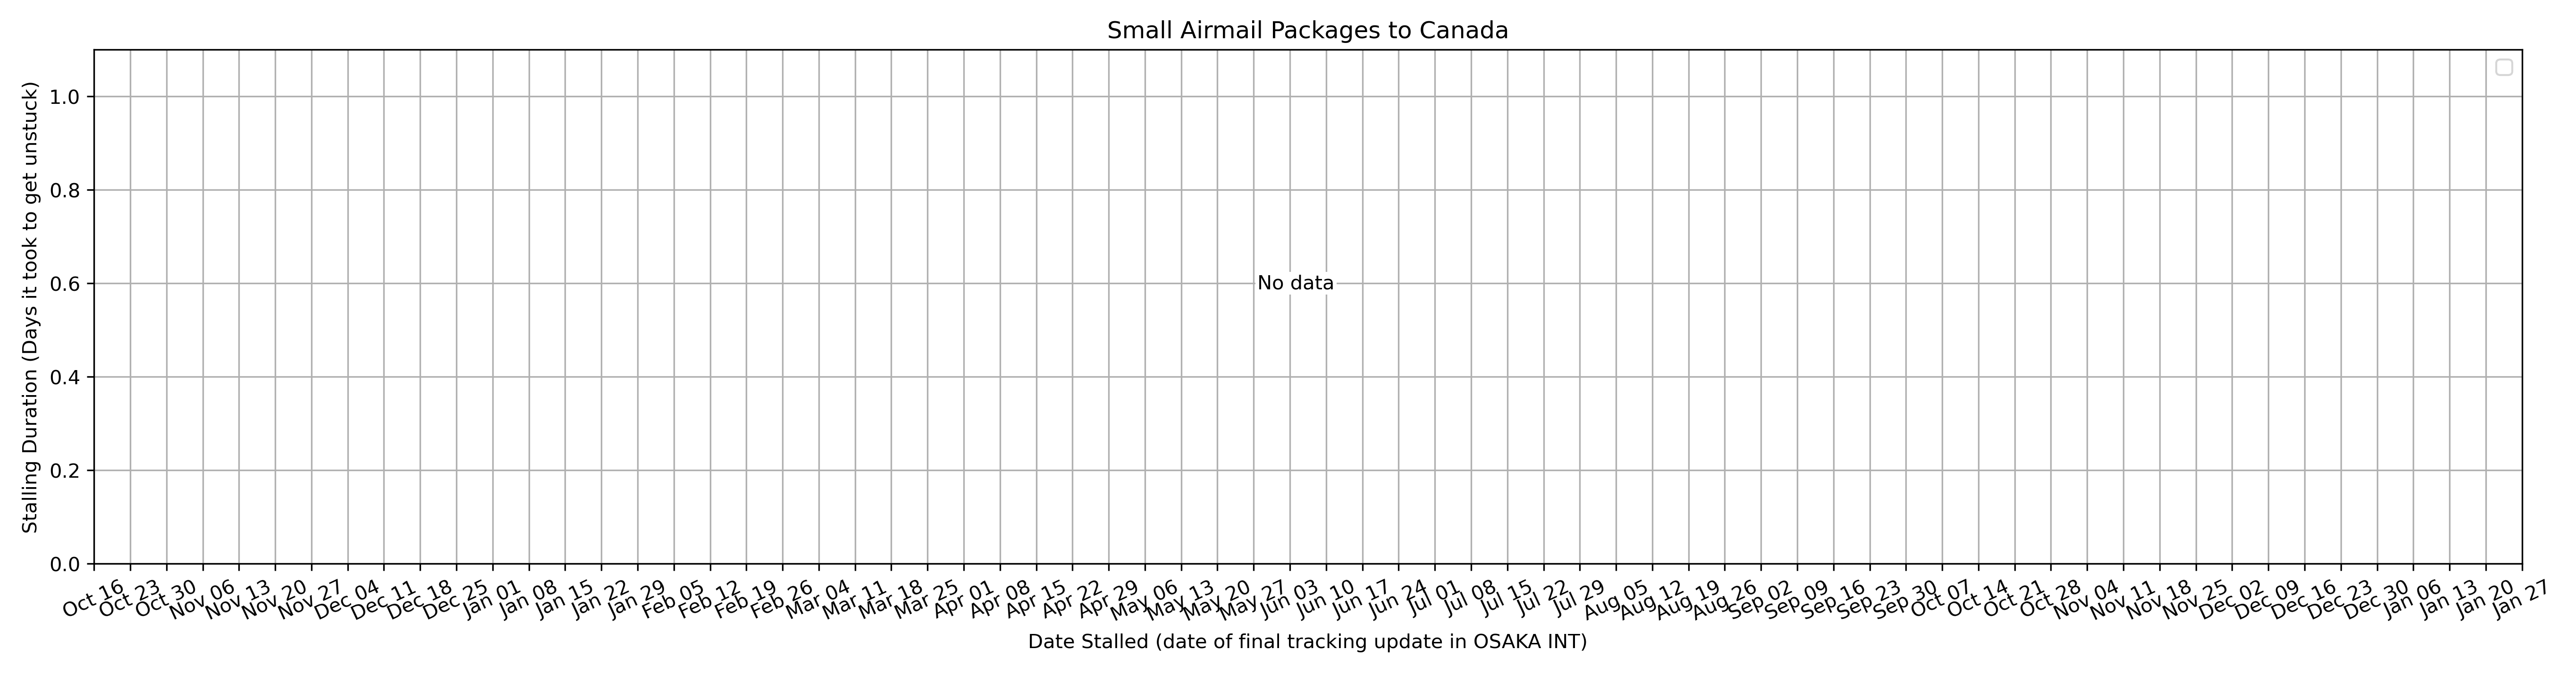 Small Airmail Packages to Canada
Stalling Duration (Days it took to get unstuck)
1.0
0.8
0.6
0.4
0.2
0.0
No data
Oct 16 Oct 23 Oct 30 Nov 06 Nov 13 Nov 20 Nov 27 Dec 04 Dec 11 Dec 18 Dec 25 Jan 01 Jan 08 Jan 15 Jan 22 Jan 29 Feb 05 Feb 12 Feb 19 Feb 26 Mar 04 Mar 11 Mar 18 Mar 25 Apr 01 Apr 08 Apr 15 Apr 22 Apr 29 May 06 May 13 May 20 May 27 Jun 03 Jun 10 Jun 17 Jun 24 Jul 01 Jul 08 Jul 15 Jul 22 Jul 29 Aug 05 Aug 12 Aug 19 Aug 26 Sep 02 Sep 09 Sep 16 Sep 23 Sep 30 Oct 07 Oct 14 Oct 21 Oct 28 Nov 04 Nov 11 Nov 18 Nov 25 Dec 02 Dec 09 Dec 16 Dec 23 Dec 30 Jan 06 Jan 13 Jan 20 Jan 27
Date Stalled (date of final tracking update in OSAKA INT)